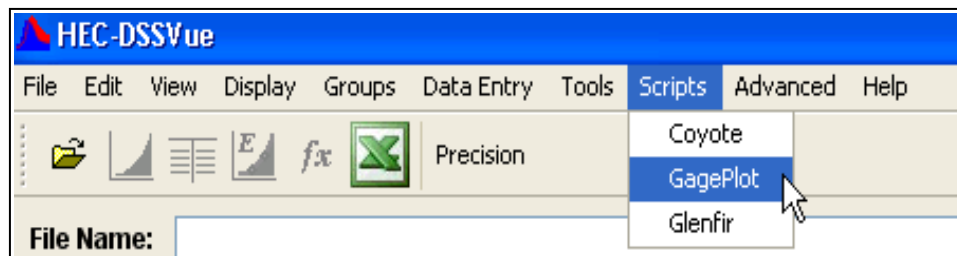 HEC-DSSVue
File Edit View Display Groups Data Entry Tools Scripts Advanced Help
Coyote
E fx Precision
GagePlot
Glenfir
File Name: